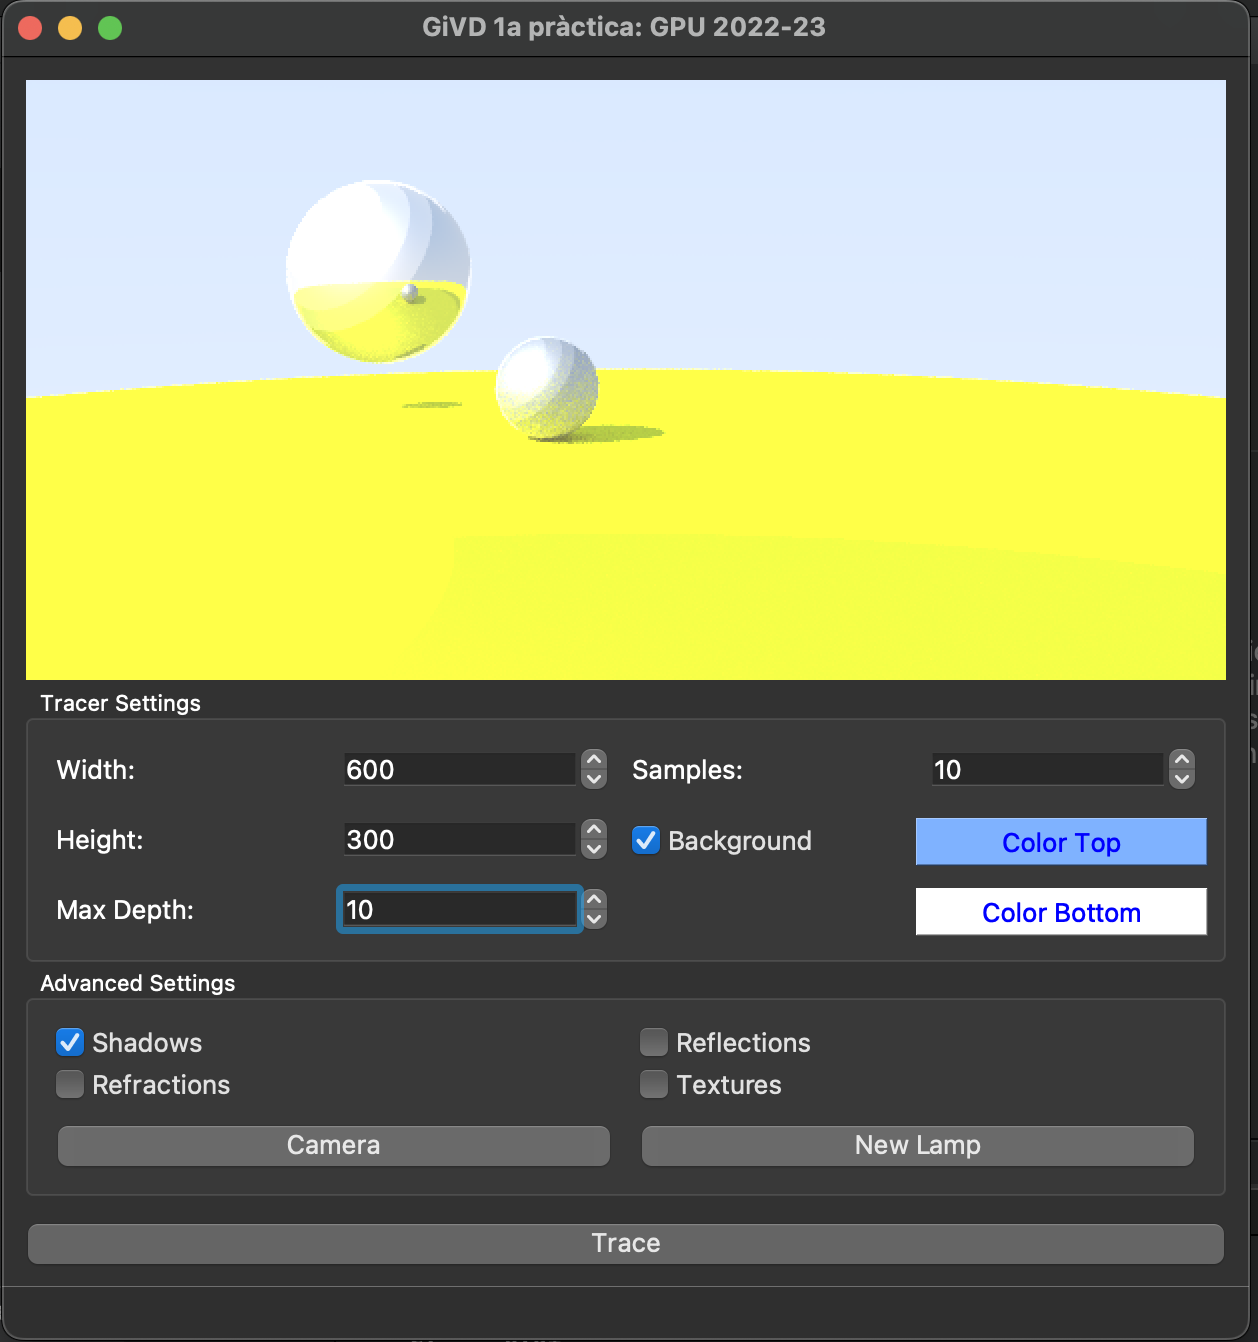 GiVD 1a pràctica: GPU 2022-23
Tracer Settings
Width: 600 Samples: 10
Height: 300 Background Color Top
Max Depth: 10 Color Bottom
Advanced Settings
Shadows Reflections
Refractions Textures
Camera New Lamp
Trace